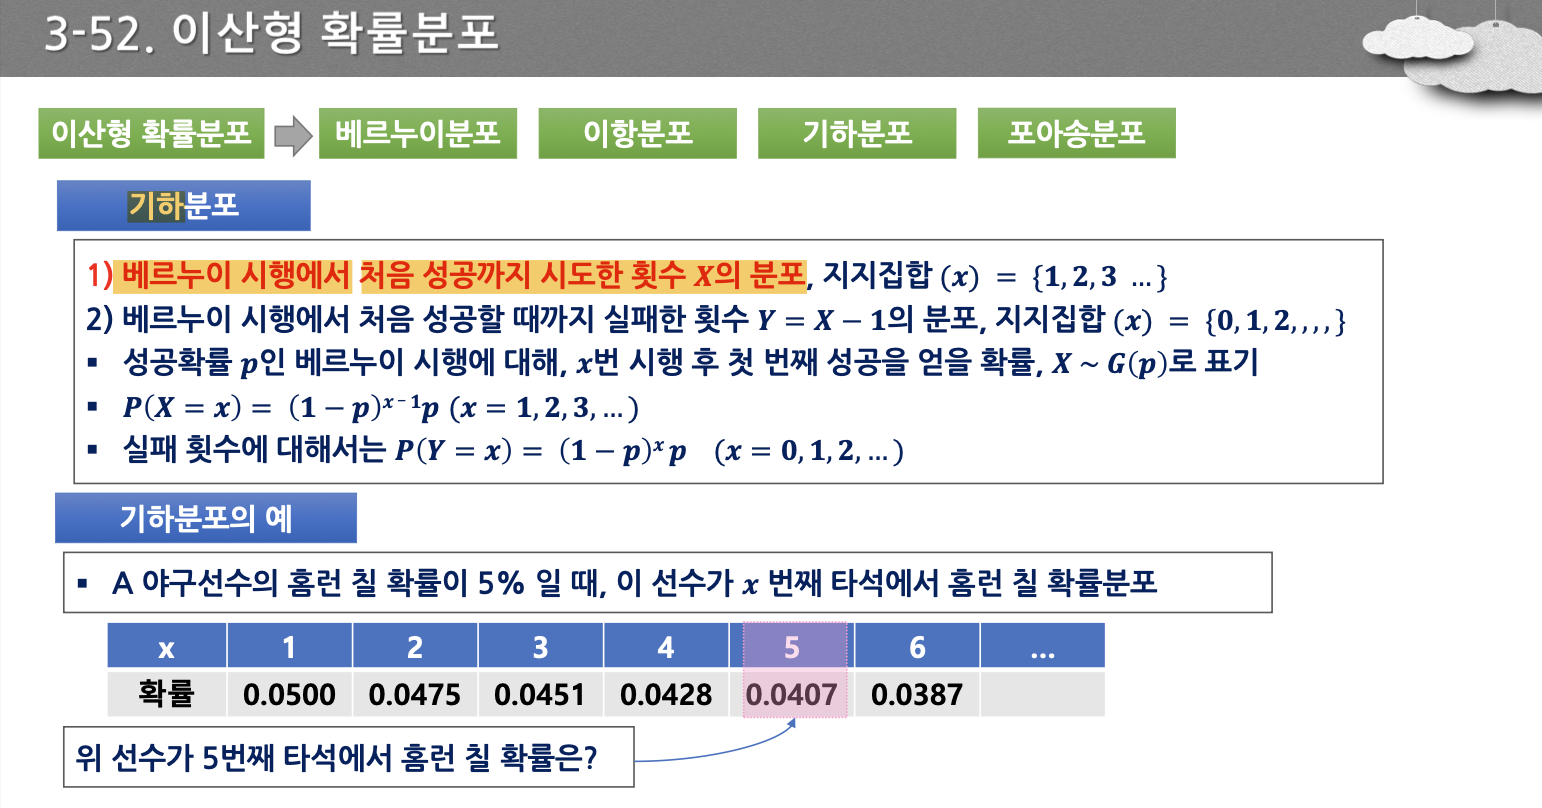 3-52. 이산형 확률분포
이산형 확률분포 베르누이분포 이항분포 기하분포 포아송분포
기하분포
1) 베르누이 시행에서 처음 성공까지 시도한 횟수 X의 분포, 지지집합 (x) = {1, 2, 3 …}
2) 베르누이 시행에서 처음 성공할 때까지 실패한 횟수 Y = X − 1의 분포, 지지집합 (x) = {0, 1, 2, , , , }
▪ 성공확률 p인 베르누이 시행에 대해, x번 시행 후 첫 번째 성공을 얻을 확률, X ~ G(p)로 표기
▪ P(X = x) = (1 − p)^{x−1}p (x = 1, 2, 3, …)
▪ 실패 횟수에 대해서는 P(Y = x) = (1 − p)^x p (x = 0, 1, 2, …)
기하분포의 예
▪ A 야구선수의 홈런 칠 확률이 5% 일 때, 이 선수가 x 번째 타석에서 홈런 칠 확률분포
x 1 2 3 4 5 6 …
확률 0.0500 0.0475 0.0451 0.0428 0.0407 0.0387
위 선수가 5번째 타석에서 홈런 칠 확률은?